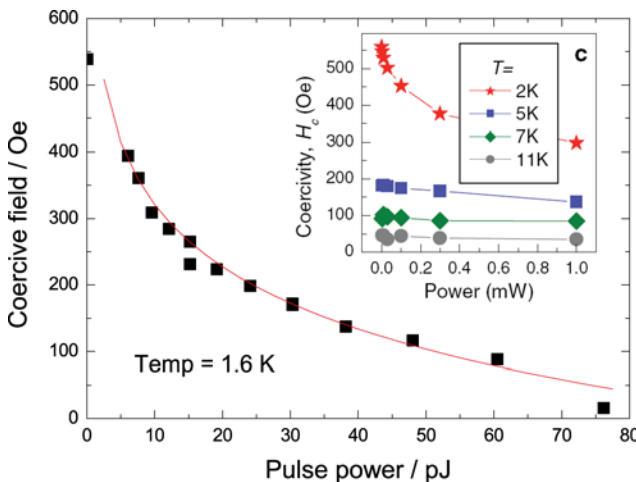 600
500
400
300
200
100
0
Coercive field / Oe
0 10 20 30 40 50 60 70 80
Pulse power / pJ
Temp = 1.6 K
c
T=
2K
5K
7K
11K
500
400
300
200
100
0
Coercivity, H_c (Oe)
0.0 0.2 0.4 0.6 0.8 1.0
Power (mW)